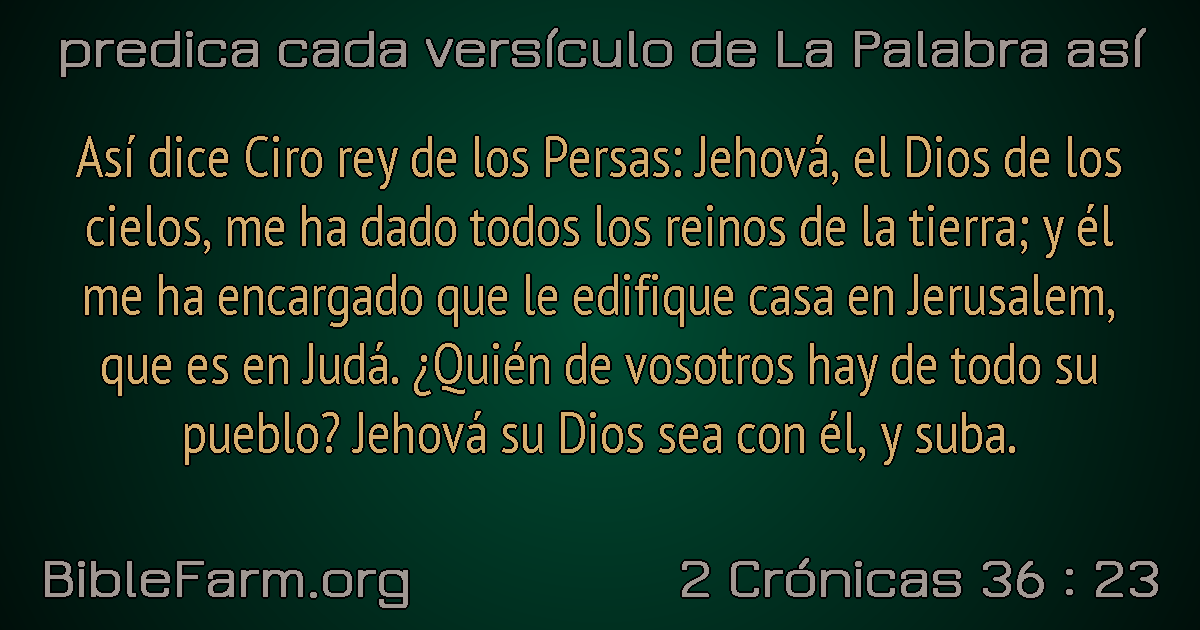 predica cada versículo de La Palabra así
Así dice Ciro rey de los Persas: Jehová, el Dios de los
cielos, me ha dado todos los reinos de la tierra; y él
me ha encargado que le edifique casa en Jerusalem,
que es en Judá. ¿Quién de vosotros hay de todo su
pueblo? Jehová su Dios sea con él, y suba.
BibleFarm.org
2 Crónicas 36 : 23